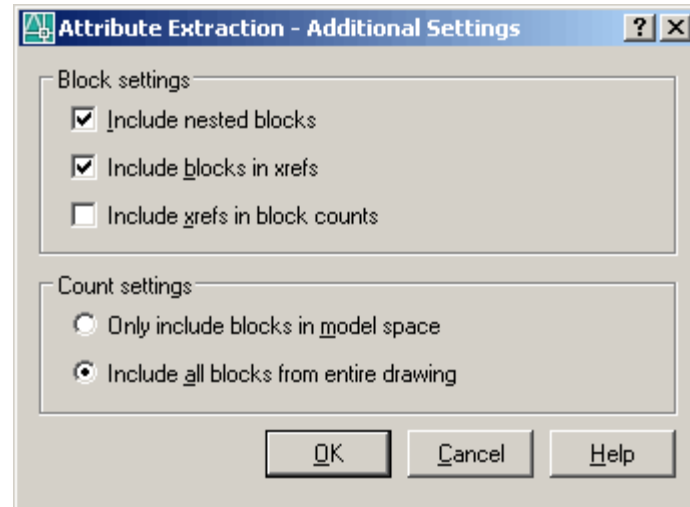 Attribute Extraction - Additional Settings
Block settings
Include nested blocks
Include blocks in xrefs
Include xrefs in block counts
Count settings
Only include blocks in model space
Include all blocks from entire drawing
OK Cancel Help